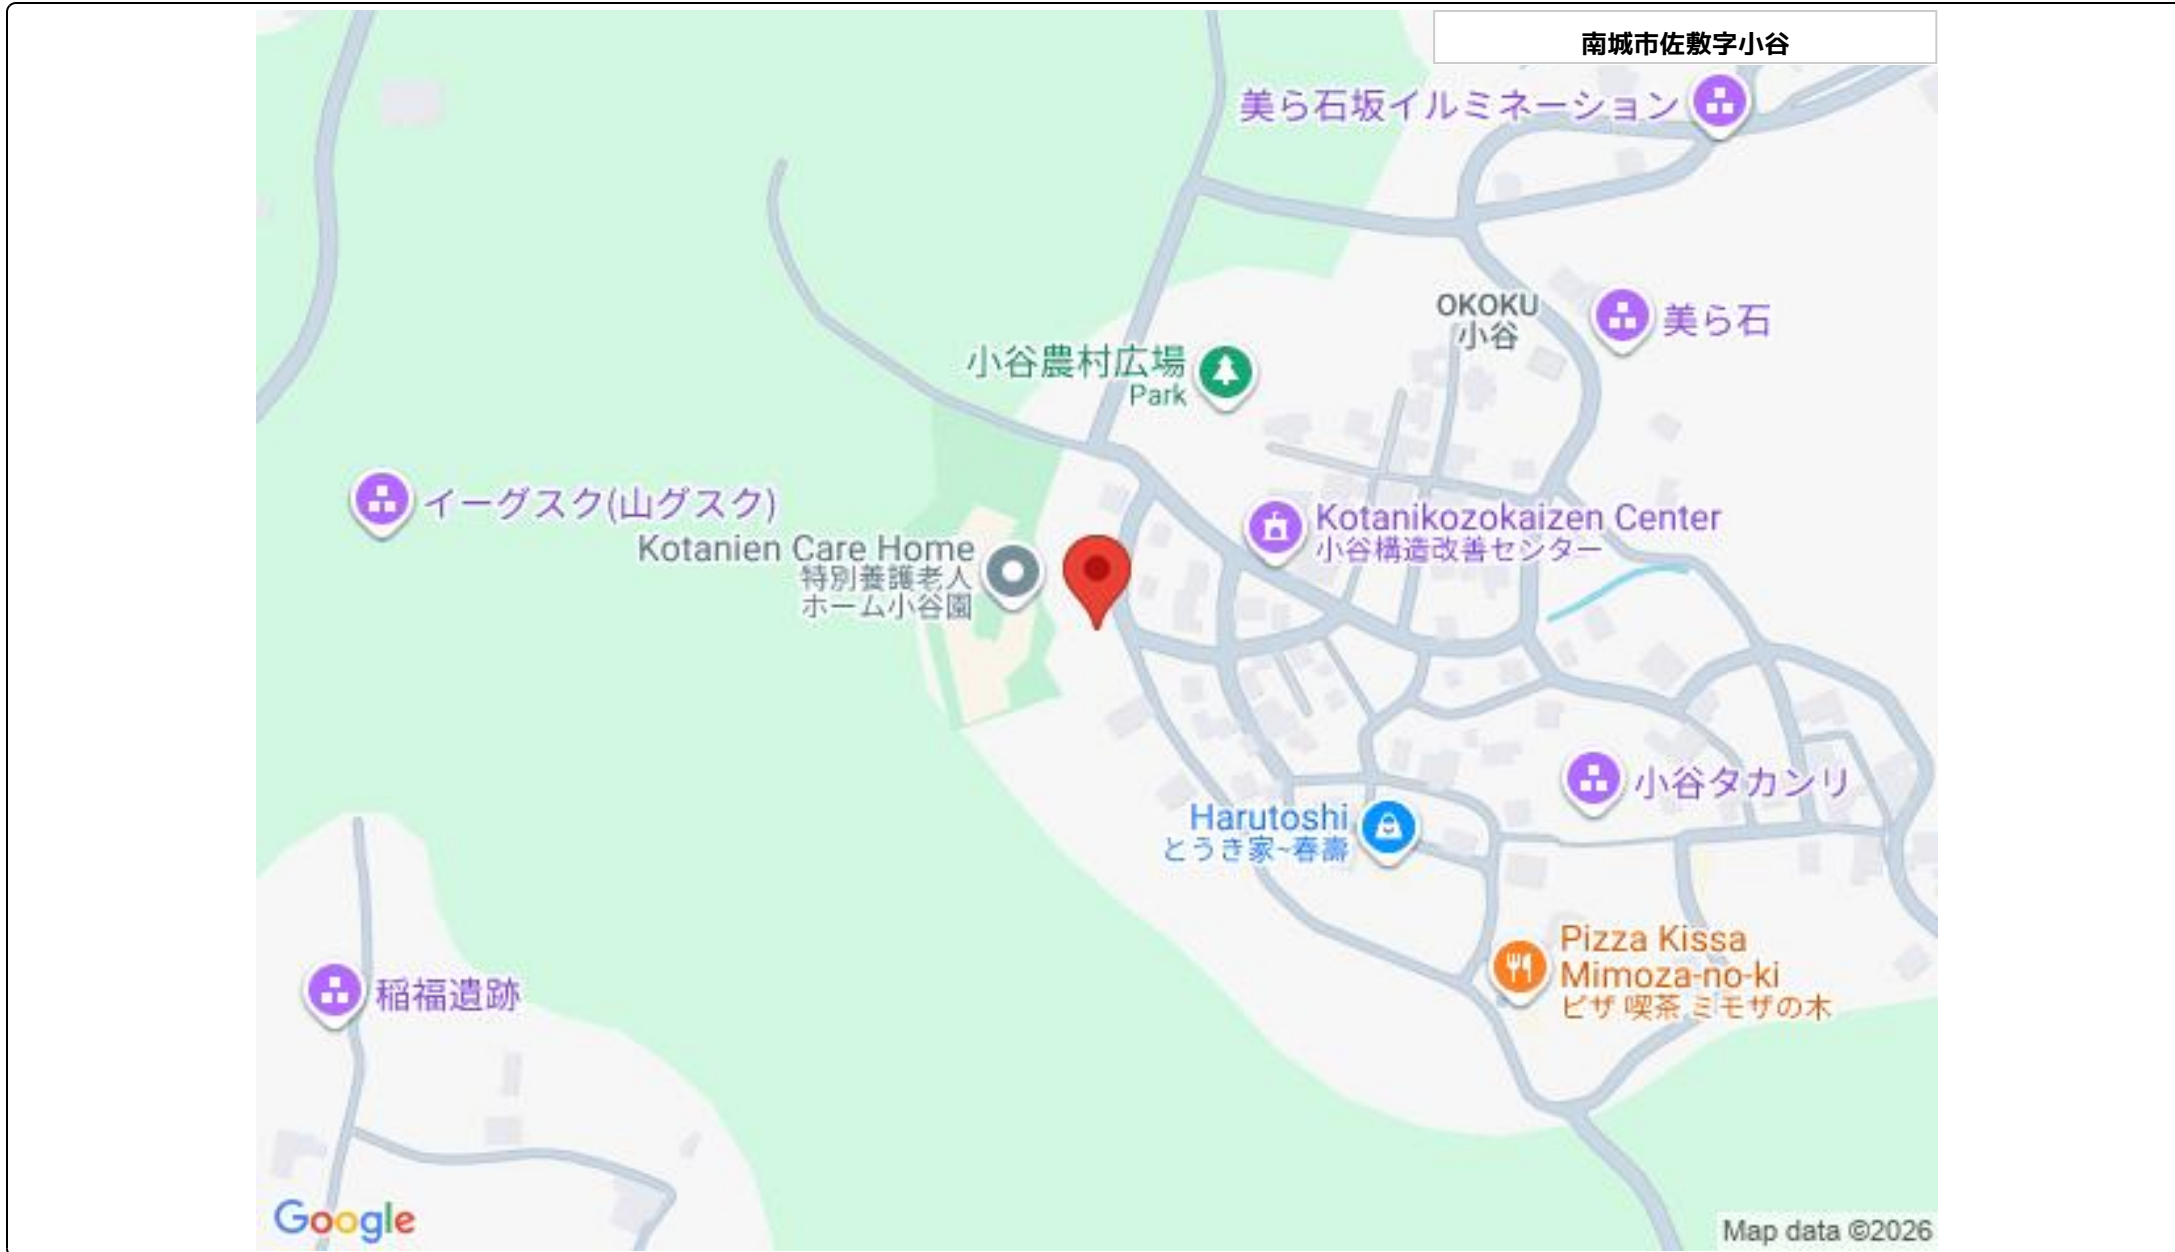 南城市佐敷字小谷
美ら石坂イルミネーション
OKOKU
小谷
美ら石
小谷農村広場
Park
イーグスク(山グスク)
Kotanikozokaizen Center
小谷構造改善センター
Kotanien Care Home
特別養護老人
ホーム小谷園
小谷タカンリ
Harutoshi
とうき家~春壽
Pizza Kissa
Mimoza-no-ki
ピザ 喫茶 ミモザの木
稲福遺跡
Google
Map data ©2026